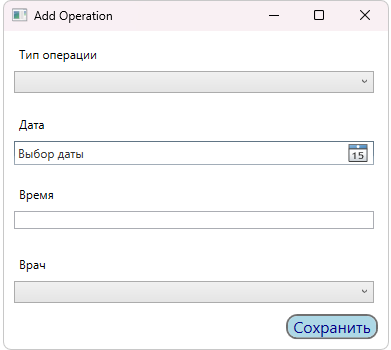 Add Operation
Тип операции
Дата
Выбор даты
15
Время
Врач
Сохранить